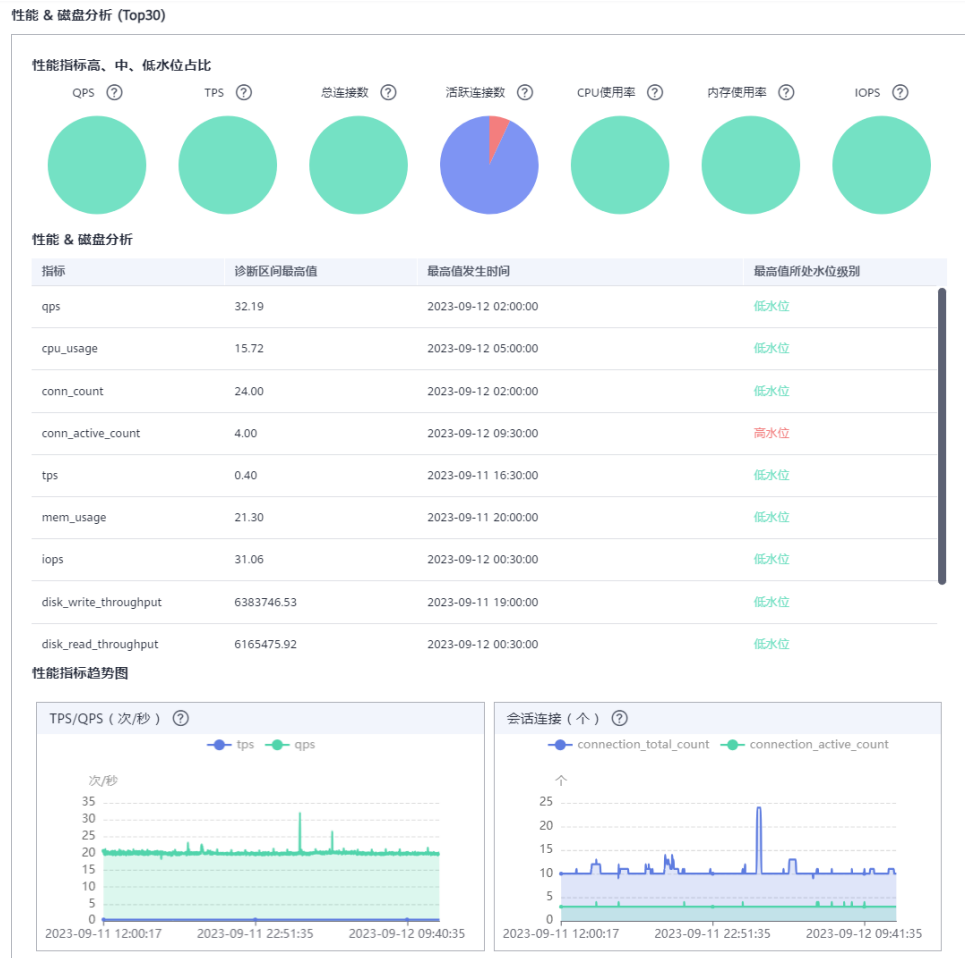 性能 & 磁盘分析 (Top30)
性能指标高、中、低水位占比
QPS ? TPS ? 总连接数 ? 活跃连接数 ? CPU使用率 ? 内存使用率 ? IOPS ?
性能 & 磁盘分析
指标 诊断区间最高值 最高值发生时间 最高值所处水位级别
qps 32.19 2023-09-12 02:00:00 低水位
cpu_usage 15.72 2023-09-12 05:00:00 低水位
conn_count 24.00 2023-09-12 02:00:00 低水位
conn_active_count 4.00 2023-09-12 09:30:00 高水位
tps 0.40 2023-09-11 16:30:00 低水位
mem_usage 21.30 2023-09-11 20:00:00 低水位
iops 31.06 2023-09-12 00:30:00 低水位
disk_write_throughput 6383746.53 2023-09-11 19:00:00 低水位
disk_read_throughput 6165475.92 2023-09-12 00:30:00 低水位
性能指标趋势图
TPS/QPS（次/秒） ?
tps qps
次/秒
35
30
25
20
15
10
5
0
2023-09-11 12:00:17 2023-09-11 22:51:35 2023-09-12 09:40:35
会话连接（个） ?
connection_total_count connection_active_count
个
25
20
15
10
5
0
2023-09-11 12:00:17 2023-09-11 22:51:35 2023-09-12 09:41:35